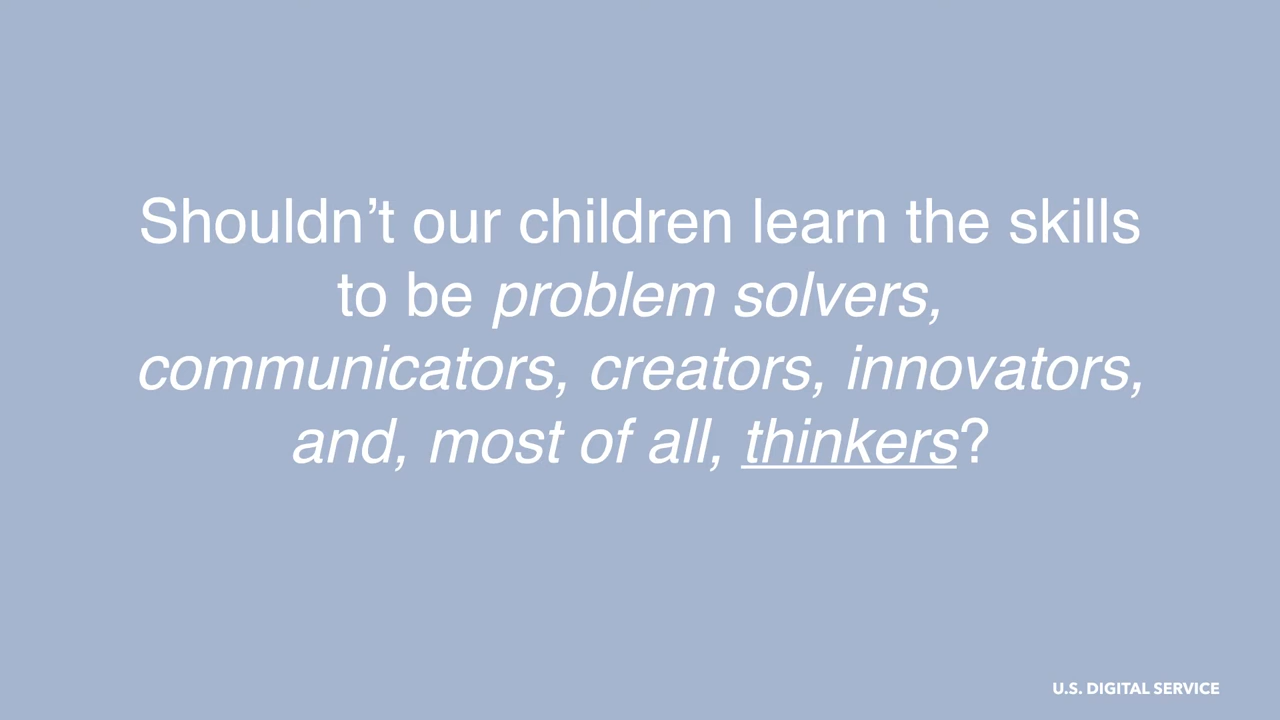 Shouldn’t our children learn the skills
to be problem solvers,
communicators, creators, innovators,
and, most of all, thinkers?
U.S. DIGITAL SERVICE